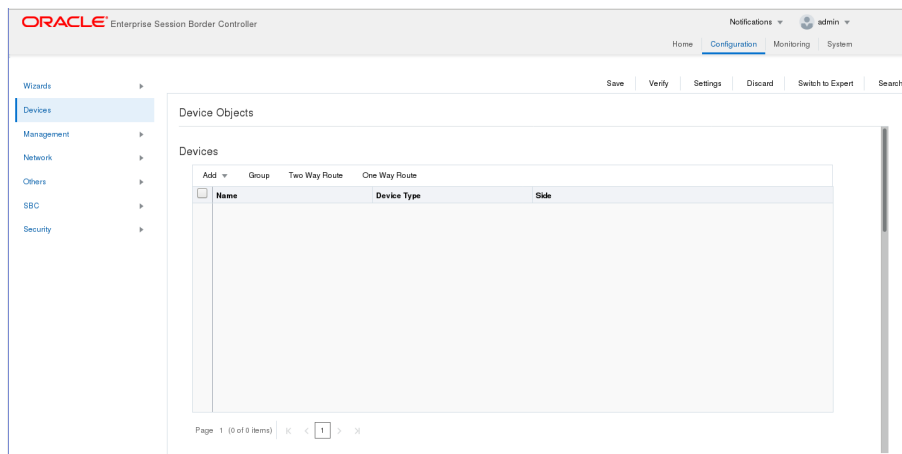 ORACLE Enterprise Session Border Controller
Notifications admin
Home Configuration Monitoring System
Save Verify Settings Discard Switch to Expert Search
Wizards
Devices
Management
Network
Others
SBC
Security
Device Objects
Devices
Add Group Two Way Route One Way Route
Name Device Type Side
Page 1 (0 of 0 items) 1